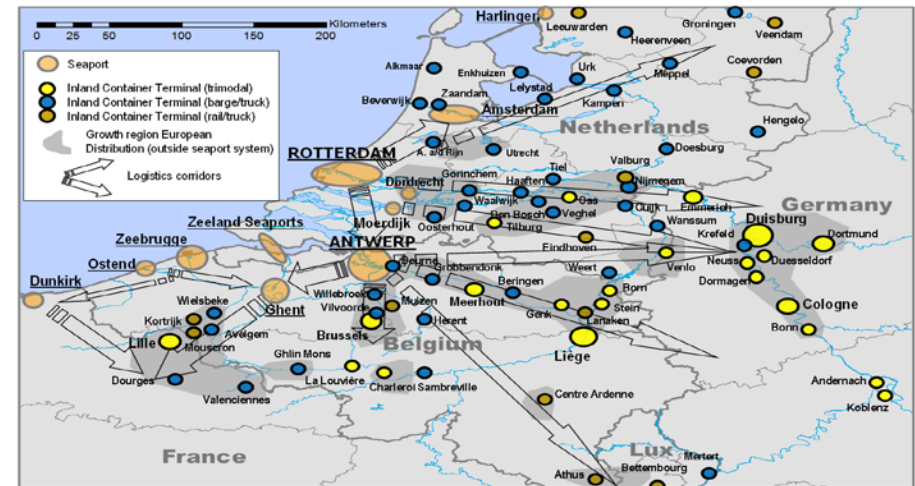 Kilometers
0 25 50 100 150 200
Seaport
Inland Container Terminal (trimodal)
Inland Container Terminal (barge/truck)
Inland Container Terminal (rail/truck)
Growth region European
Distribution (outside seaport system)
Logistics corridors
Harlingen
Leeuwarden
Groningen
Veendam
Heerenveen
Alkmaar
Enkhuizen
Urk
Meppel
Coevorden
Lelystad
Kampen
Beverwijk
Zaandam
Amsterdam
Netherlands
Hengelo
A. a/d Rijn
Utrecht
Doesburg
ROTTERDAM
Dordrecht
Gorinchem
Haaften
Tiel
Valburg
Nijmegem
Moerdijk
Waalwijk
Oss
Emmerich
Oosterhout
Den Bosch
Veghel
Cuijk
Wanssum
Germany
Tilburg
Zeeland Seaports
Zeebrugge
ANTWERP
Eindhoven
Krefeld
Duisburg
Dortmund
Ostend
Deurne
Grobbendonk
Weert
Venlo
Neuss
Duesseldorf
Dunkirk
Ghent
Meerhout
Beringen
Born
Dormagen
Cologne
Wielsbeke
Willebroek
Muizen
Stein
Kortrijk
Vilvoorde
Genk
Lanaken
Bonn
Avelgem
Brussels
Herent
Mouscron
Lille
Belgium
Liège
Dourges
Ghlin Mons
La Louvière
Charleroi
Sambreville
Valenciennes
Centre Ardenne
Andernach
Koblenz
France
Lux
Athus
Bettembourg
Mertert